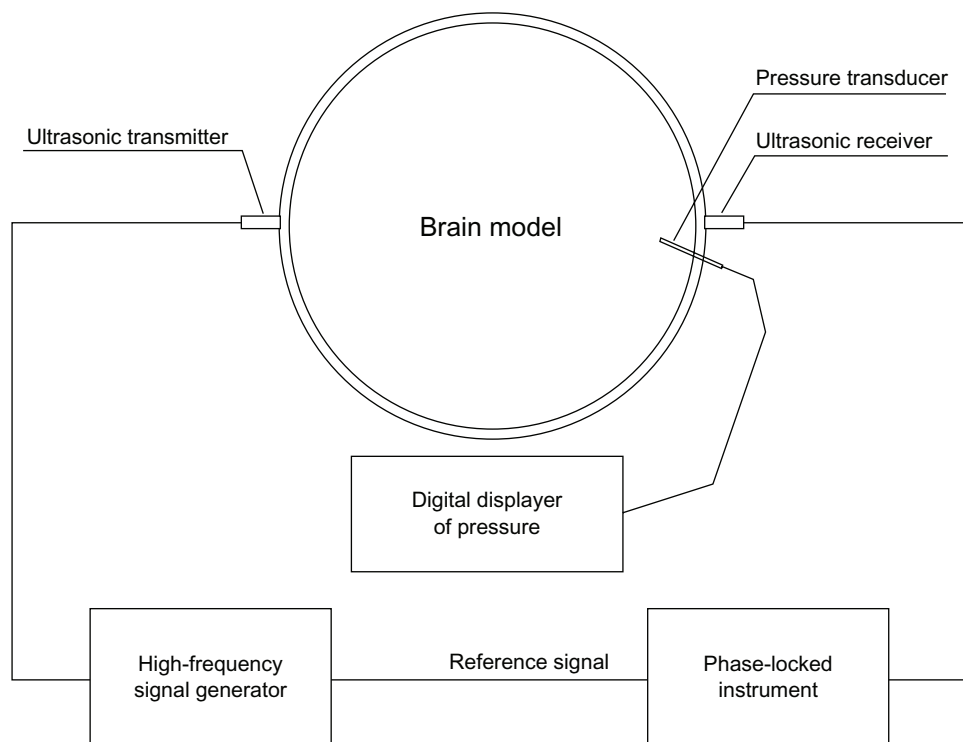 Pressure transducer
Ultrasonic transmitter
Ultrasonic receiver
Brain model
Digital displayer
of pressure
High-frequency
signal generator
Reference signal
Phase-locked
instrument